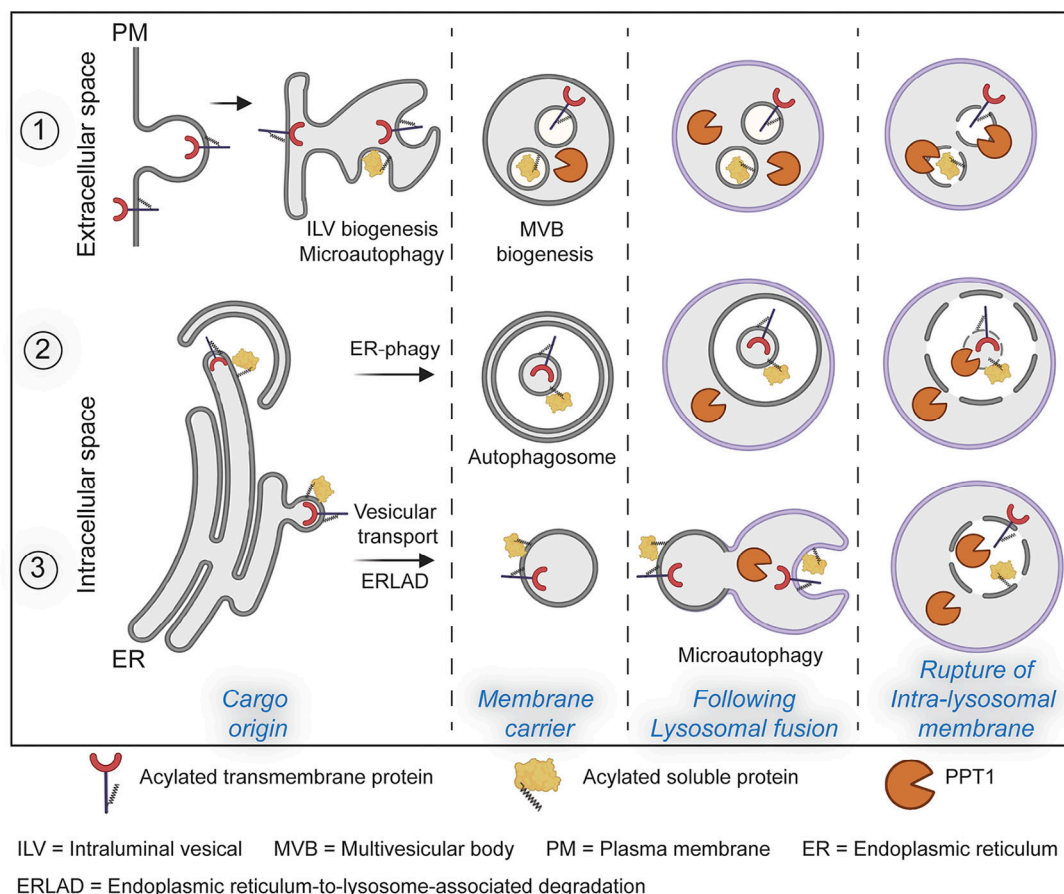 PM
Extracellular space
1
ILV biogenesis
Microautophagy
MVB
biogenesis
2
ER-phagy
Autophagosome
Intracellular space
3
Vesicular
transport
ERLAD
ER
Microautophagy
Cargo
origin
Membrane
carrier
Following
Lysosomal fusion
Rupture of
Intra-lysosomal
membrane
Acylated transmembrane protein
Acylated soluble protein
PPT1
ILV = Intraluminal vesical MVB = Multivesicular body PM = Plasma membrane ER = Endoplasmic reticulum
ERLAD = Endoplasmic reticulum-to-lysosome-associated degradation